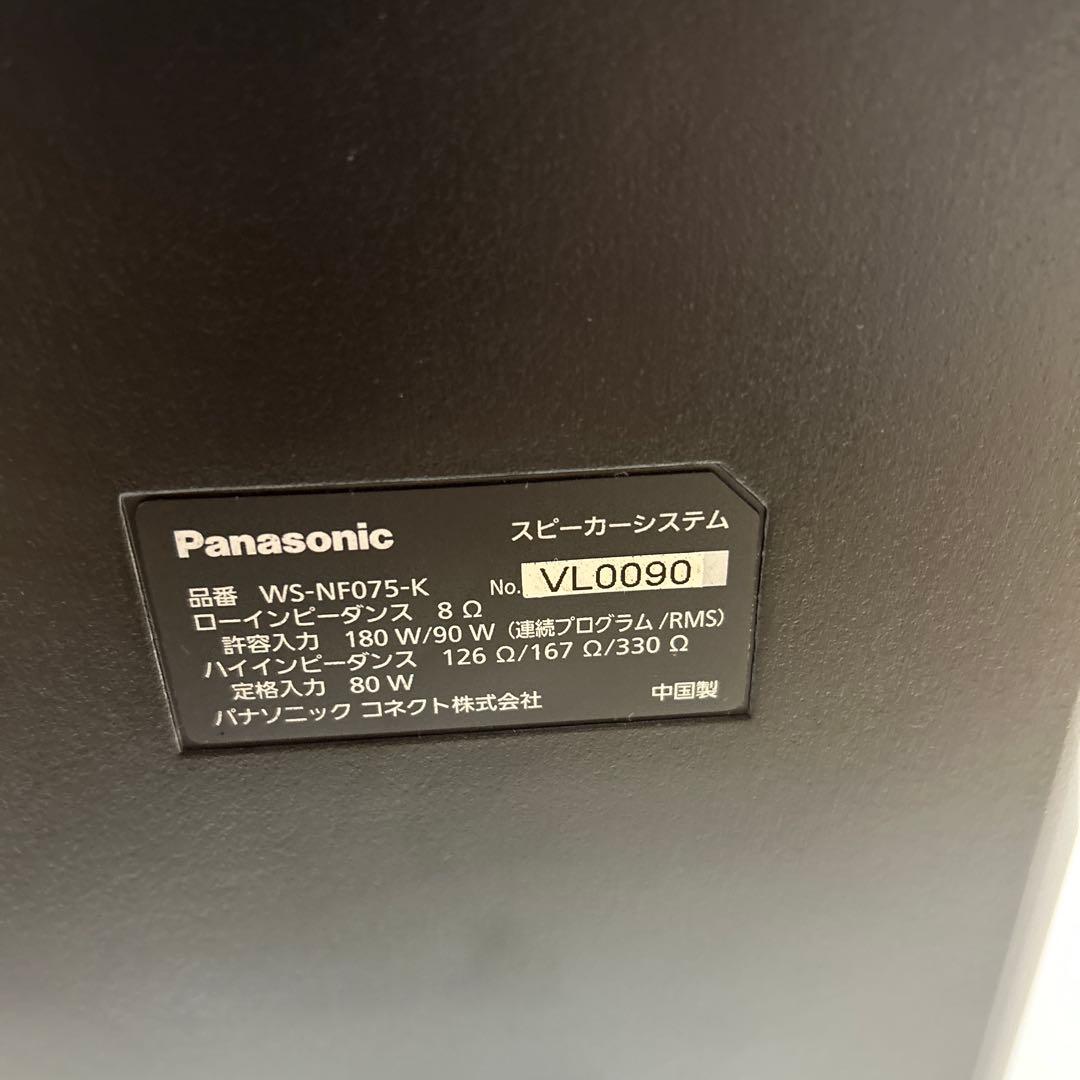 Panasonic スピーカーシステム
品番 WS-NF075-K No. VL0090
ローインピーダンス 8 Ω
許容入力 180 W/90 W (連続プログラム/RMS)
ハイインピーダンス 126 Ω/167 Ω/330 Ω
定格入力 80 W
パナソニック コネクト株式会社 中国製